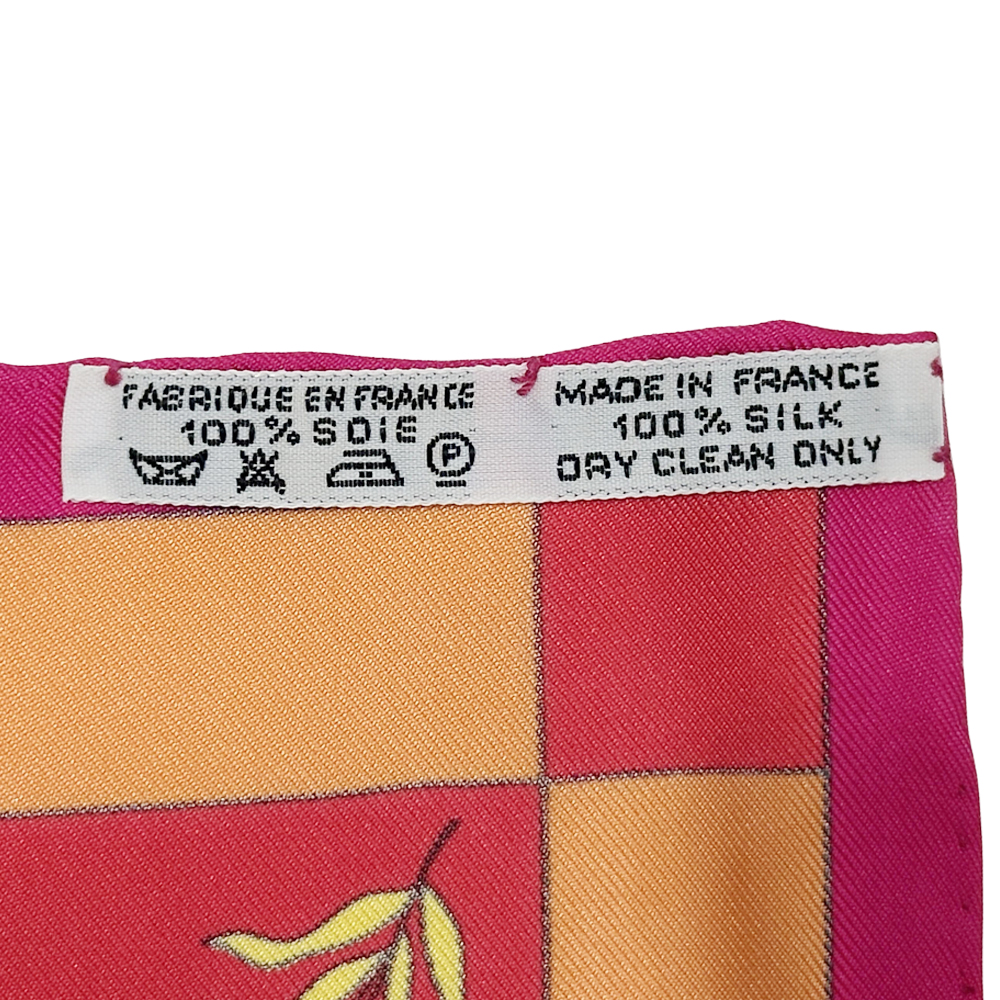 FABRIQUE EN FRANCE
100% SOIE
P
MADE IN FRANCE
100% SILK
DRY CLEAN ONLY